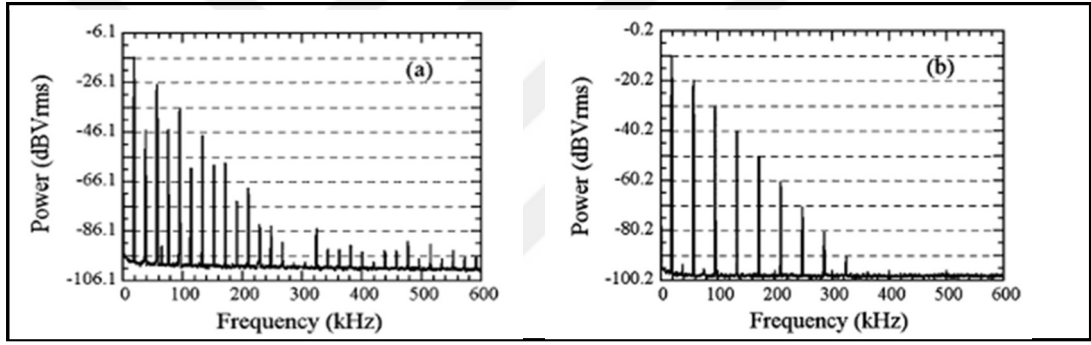 -6.1
-26.1
-46.1
-66.1
-86.1
-106.1
Power (dBVrms)
(a)
0 100 200 300 400 500 600
Frequency (kHz)
-0.2
-20.2
-40.2
-60.2
-80.2
-100.2
Power (dBVrms)
(b)
0 100 200 300 400 500 600
Frequency (kHz)